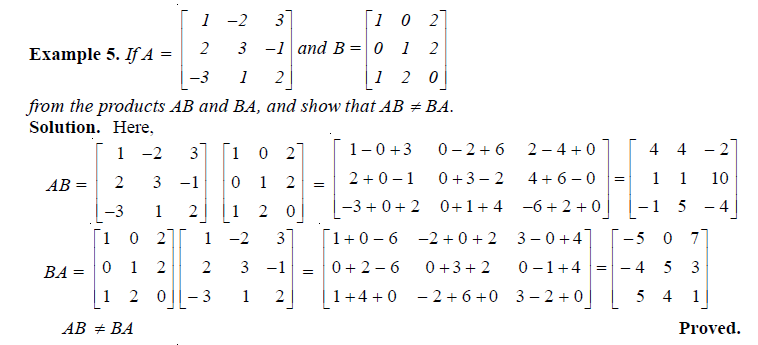 Example 5. If A = [1 -2 3; 2 3 -1; -3 1 2] and B = [1 0 2; 0 1 2; 1 2 0]
from the products AB and BA, and show that AB ≠ BA.
Solution. Here,
AB = [1 -2 3; 2 3 -1; -3 1 2] [1 0 2; 0 1 2; 1 2 0] = [1-0+3 0-2+6 2-4+0; 2+0-1 0+3-2 4+6-0; -3+0+2 0+1+4 -6+2+0] = [4 4 -2; 1 1 10; -1 5 -4]
BA = [1 0 2; 0 1 2; 1 2 0] [1 -2 3; 2 3 -1; -3 1 2] = [1+0-6 -2+0+2 3-0+4; 0+2-6 0+3+2 0-1+4; 1+4+0 -2+6+0 3-2+0] = [-5 0 7; -4 5 3; 5 4 1]
AB ≠ BA Proved.